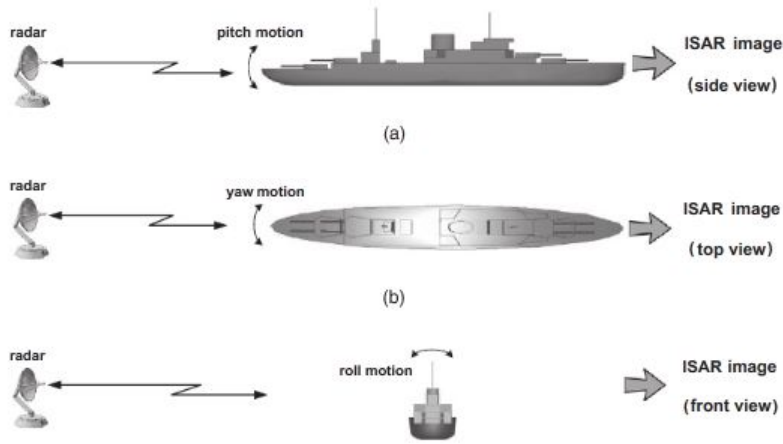 radar
pitch motion
ISAR image
(side view)
(a)
radar
yaw motion
ISAR image
(top view)
(b)
radar
roll motion
ISAR image
(front view)